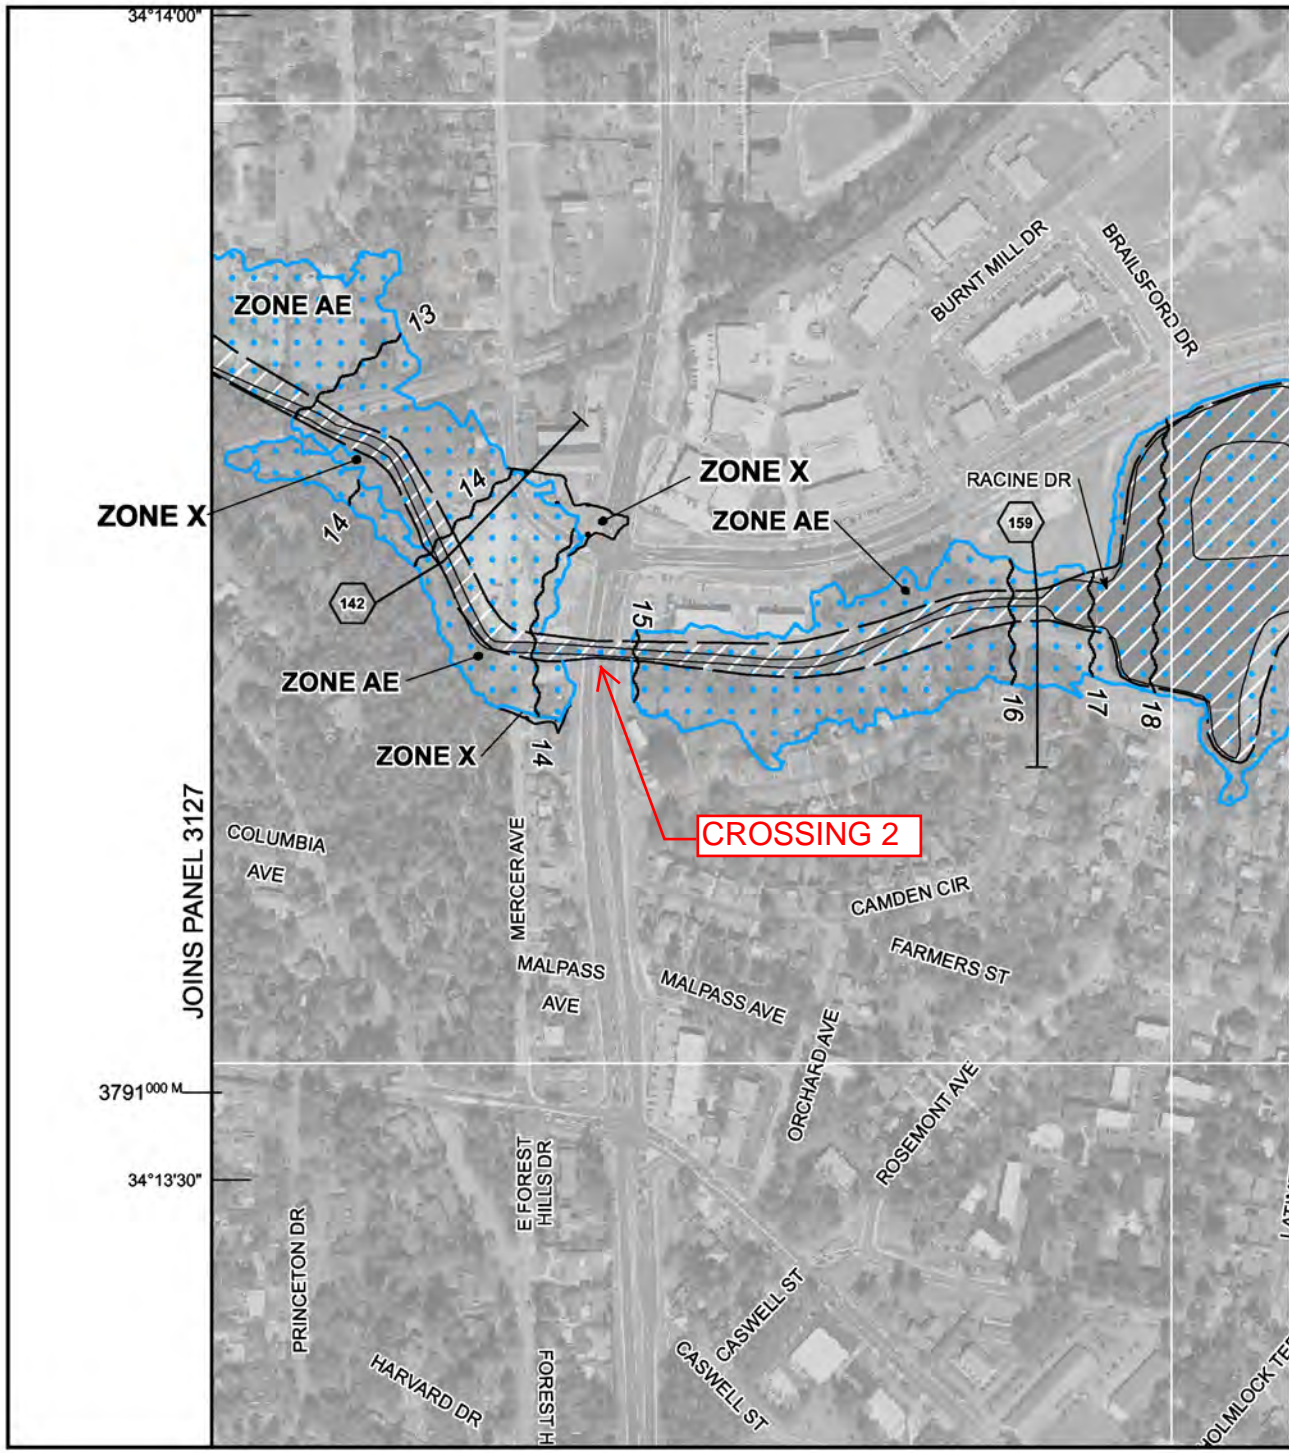 34°14'00"
BURNT MILL DR
BRAILSFORD DR
ZONE AE
13
14
ZONE X
RACINE DR
ZONE X
ZONE AE
14
159
142
15
ZONE AE
16
17
18
ZONE X
14
JOINS PANEL 3127
CROSSING 2
COLUMBIA
AVE
MERCER AVE
CAMDEN CIR
FARMERS ST
MALPASS
AVE
MALPASS AVE
ORCHARD AVE
ROSEMONT AVE
3791000 M
34°13'30"
E FOREST
HILLS DR
PRINCETON DR
CASWELL ST
CASWELL ST
HARVARD DR
FOREST H
HOLMLOCK TE